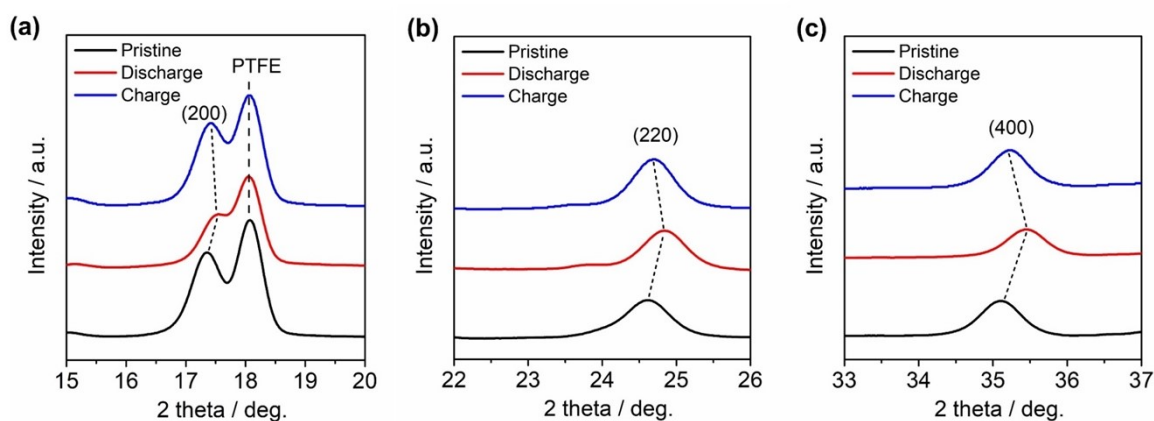 (a)
Pristine
Discharge
Charge
PTFE
(200)
Intensity / a.u.
15 16 17 18 19 20
2 theta / deg.
(b)
Pristine
Discharge
Charge
(220)
Intensity / a.u.
22 23 24 25 26
2 theta / deg.
(c)
Pristine
Discharge
Charge
(400)
Intensity / a.u.
33 34 35 36 37
2 theta / deg.